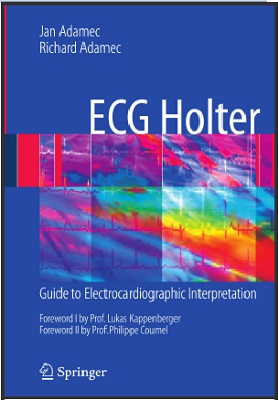 Jan Adamec
Richard Adamec
ECG Holter
Guide to Electrocardiographic Interpretation
Foreword I by Prof. Lukas Kappenberger
Foreword II by Prof. Philippe Coumel
Springer